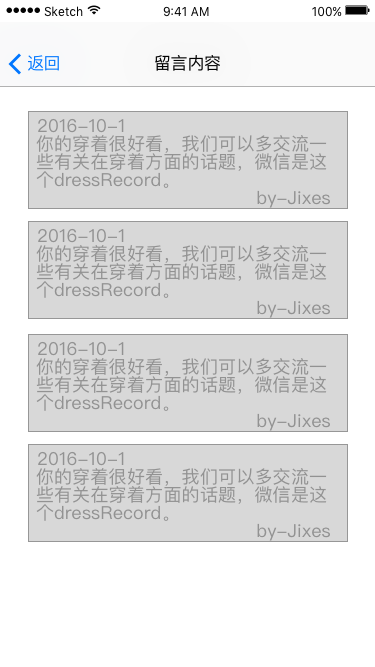 Sketch 9:41 AM 100%
返回 留言内容
2016-10-1
你的穿着很好看，我们可以多交流一
些有关在穿着方面的话题，微信是这
个dressRecord。
by-Jixes
2016-10-1
你的穿着很好看，我们可以多交流一
些有关在穿着方面的话题，微信是这
个dressRecord。
by-Jixes
2016-10-1
你的穿着很好看，我们可以多交流一
些有关在穿着方面的话题，微信是这
个dressRecord。
by-Jixes
2016-10-1
你的穿着很好看，我们可以多交流一
些有关在穿着方面的话题，微信是这
个dressRecord。
by-Jixes